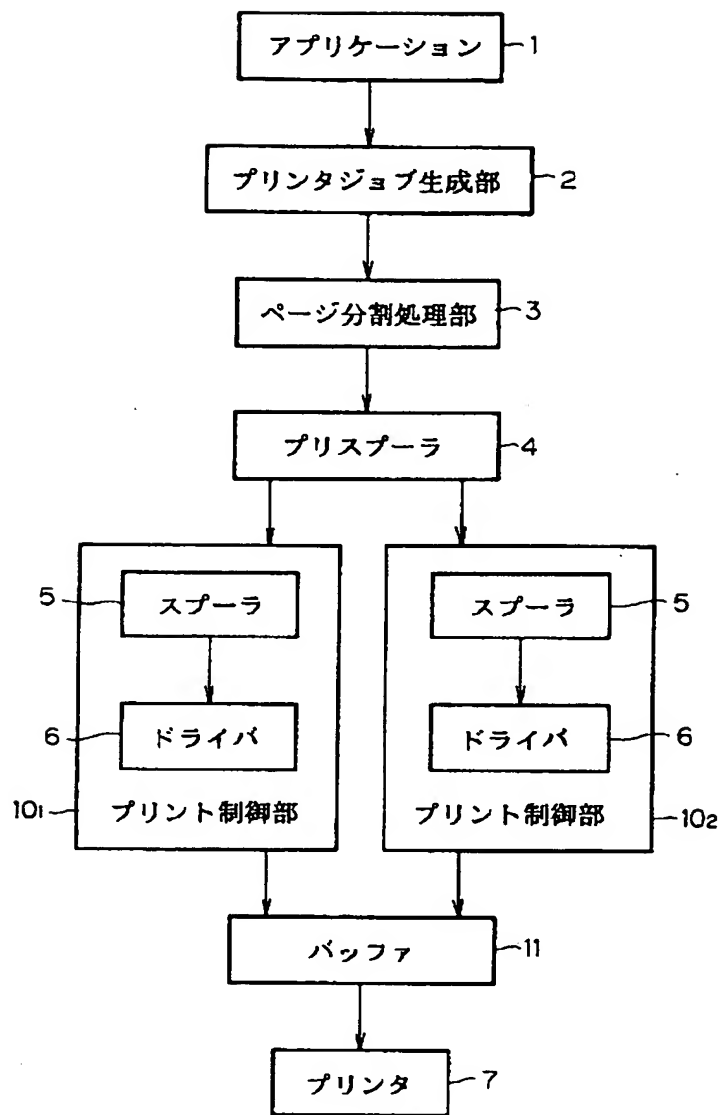 アプリケーション 1
プリンタジョブ生成部 2
ページ分割処理部 3
プリスプーラ 4
5 スプーラ スプーラ 5
6 ドライバ ドライバ 6
10₁ プリント制御部 プリント制御部 10₂
バッファ 11
プリンタ 7